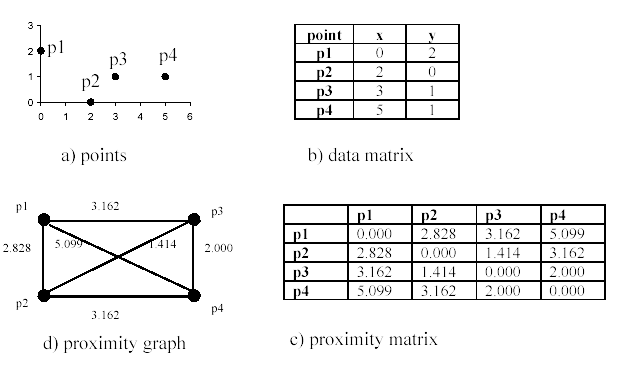 3
2 p1
p3 p4
1
p2
0
0 1 2 3 4 5 6
a) points
point x y
p1 0 2
p2 2 0
p3 3 1
p4 5 1
b) data matrix
p1 3.162 p3
2.828 5.099 1.414 2.000
p2 3.162 p4
d) proximity graph
p1 p2 p3 p4
p1 0.000 2.828 3.162 5.099
p2 2.828 0.000 1.414 3.162
p3 3.162 1.414 0.000 2.000
p4 5.099 3.162 2.000 0.000
c) proximity matrix